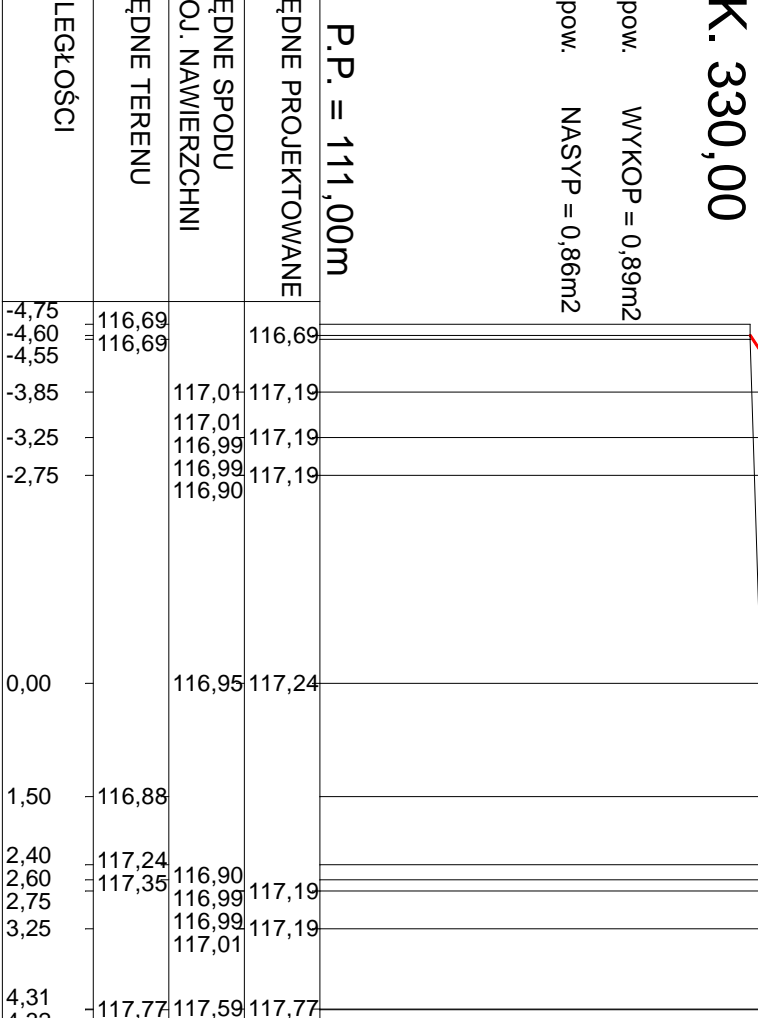 K. 330,00
pow. WYKOP = 0,89m2
pow. NASYP = 0,86m2
P.P. = 111,00m
ĘDNE PROJEKTOWANE
ĘDNE SPODU
OJ. NAWIERZCHNI
ĘDNE TERENU
LEGŁOŚCI
-4,75 116,69
-4,60 116,69 116,69
-4,55
-3,85 117,01 117,19
117,01
-3,25 116,99 117,19
-2,75 116,99 117,19
116,90
0,00 116,95 117,24
1,50 116,88
2,40 117,24
2,60 117,35 116,90
2,75 116,99 117,19
3,25 116,99 117,19
117,01
4,31 117,77 117,59 117,77